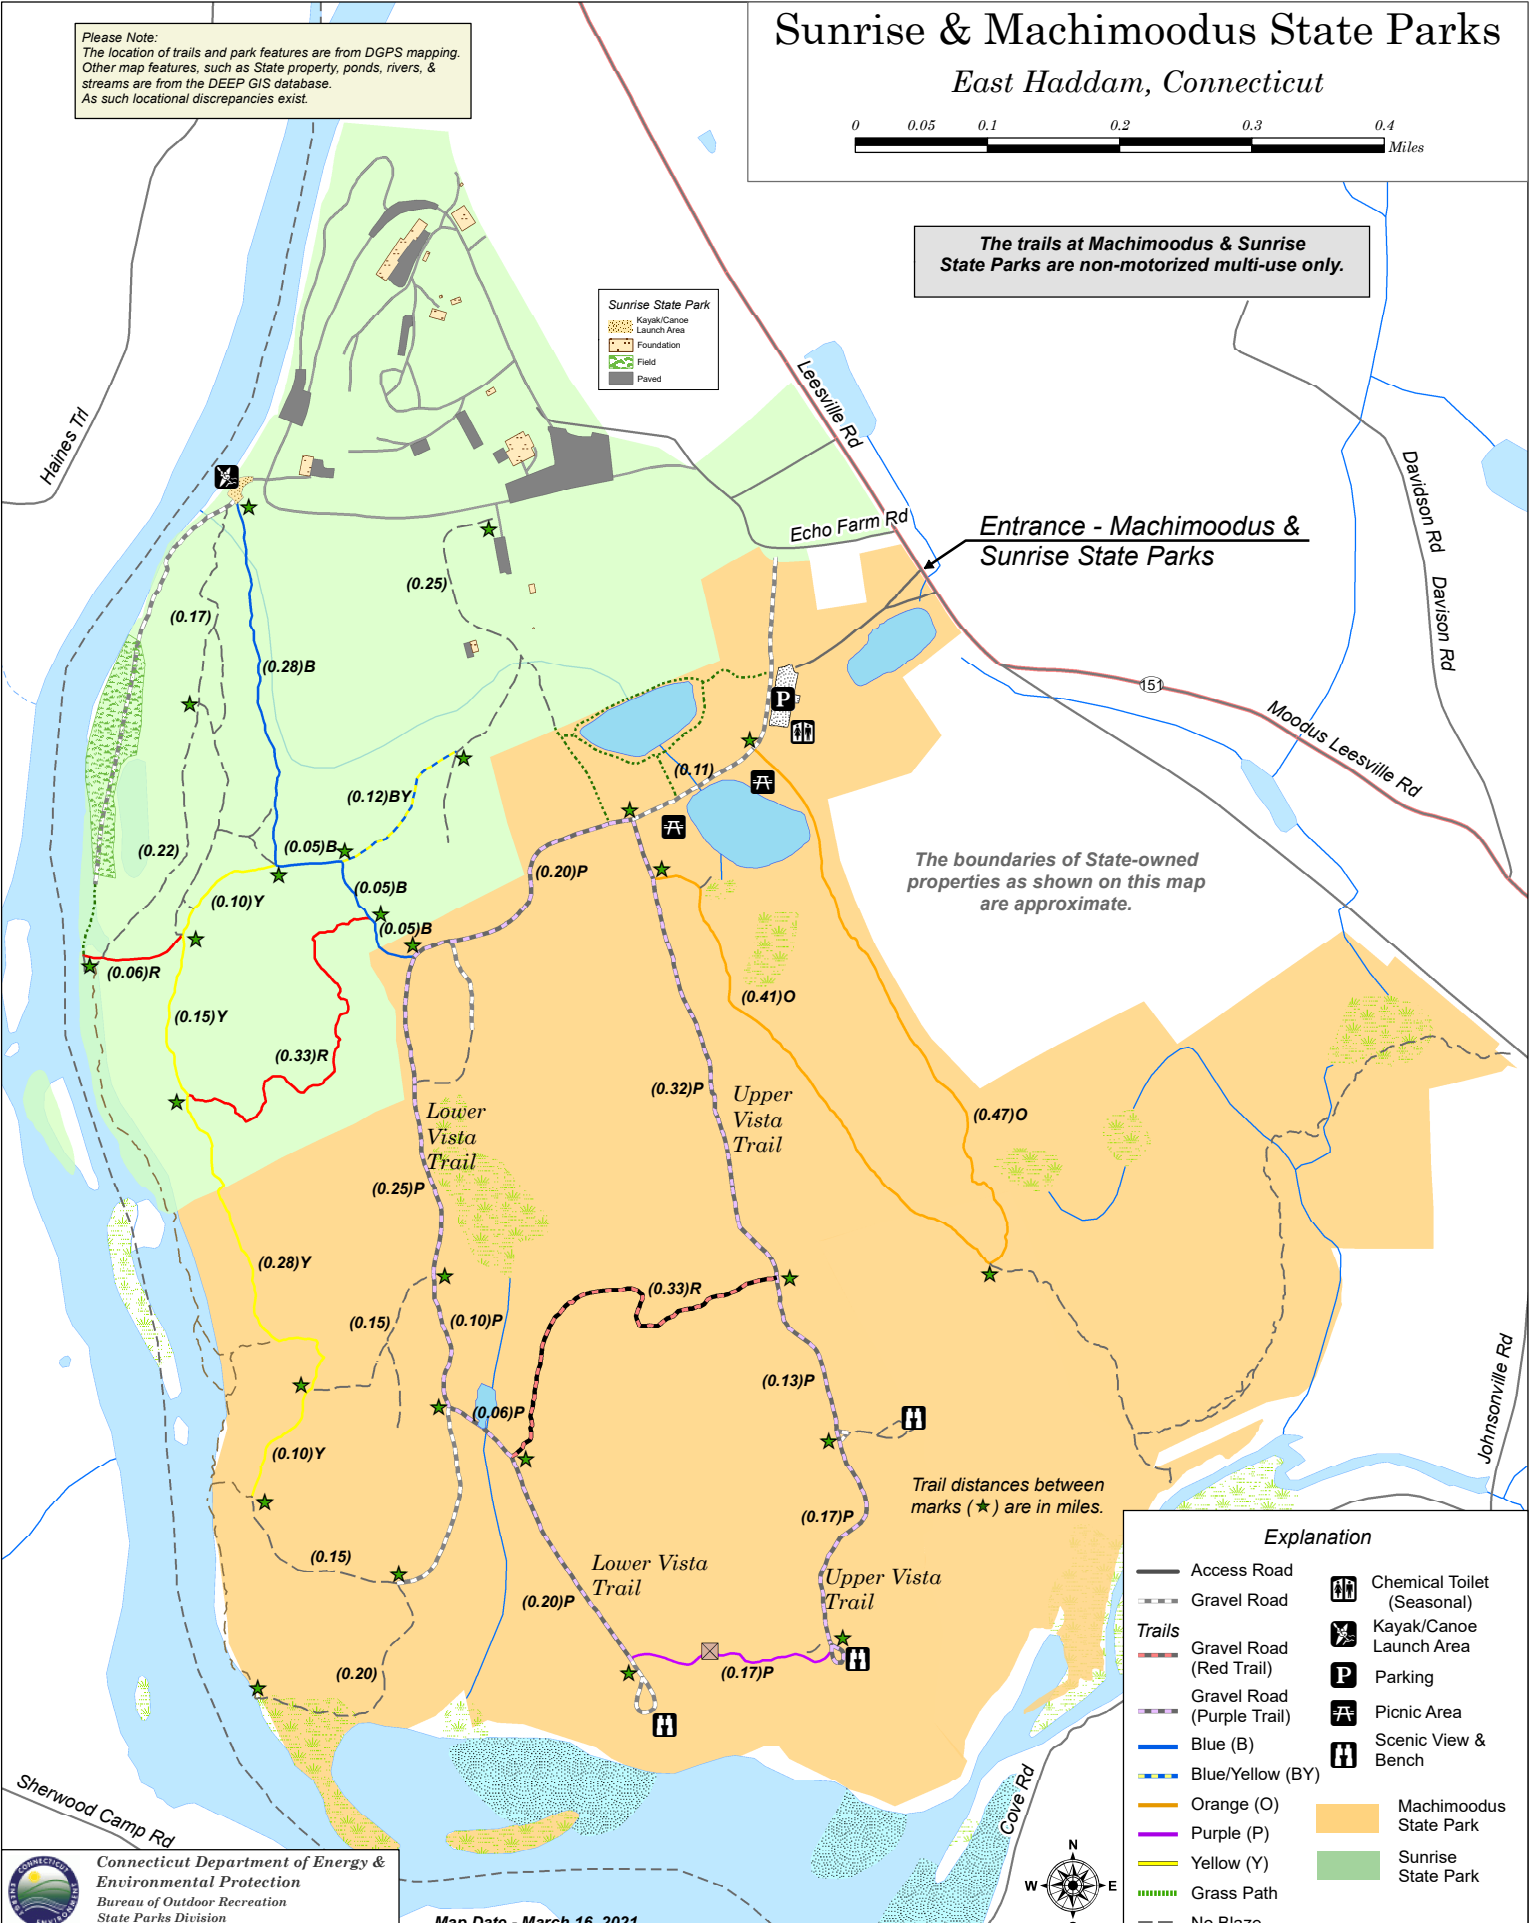 Please Note:
The location of trails and park features are from DGPS mapping.
Other map features, such as State property, ponds, rivers, &
streams are from the DEEP GIS database.
As such locational discrepancies exist.
Sunrise & Machimoodus State Parks
East Haddam, Connecticut
0 0.05 0.1 0.2 0.3 0.4
Miles
The trails at Machimoodus & Sunrise
State Parks are non-motorized multi-use only.
Sunrise State Park
Kayak/Canoe
Launch Area
Foundation
Field
Paved
Haines Trl
Leesville Rd
Echo Farm Rd
Entrance - Machimoodus &
Sunrise State Parks
Davidson Rd
Davison Rd
151
Moodus Leesville Rd
(0.25)
(0.17)
(0.28)B
P
(0.11)
(0.12)BY
(0.22)
(0.05)B
(0.20)P
(0.05)B
(0.10)Y
(0.05)B
The boundaries of State-owned
properties as shown on this map
are approximate.
(0.06)R
(0.41)O
(0.15)Y
(0.33)R
(0.32)P
Upper
Vista
Trail
(0.47)O
Lower
Vista
Trail
(0.25)P
(0.28)Y
(0.33)R
(0.15)
(0.10)P
(0.13)P
(0.06)P
(0.10)Y
Johnsonville Rd
Trail distances between
marks ( ) are in miles.
(0.17)P
(0.15)
Lower Vista
Trail
Upper Vista
Trail
(0.20)P
(0.20)
(0.17)P
Sherwood Camp Rd
Cove Rd
Explanation
Access Road
Gravel Road
Trails
Gravel Road
(Red Trail)
Gravel Road
(Purple Trail)
Blue (B)
Blue/Yellow (BY)
Orange (O)
Purple (P)
Yellow (Y)
Grass Path
No Blaze
Chemical Toilet
(Seasonal)
Kayak/Canoe
Launch Area
P
Parking
Picnic Area
Scenic View &
Bench
Machimoodus
State Park
Sunrise
State Park
N
W E
CONNECTICUT
Connecticut Department of Energy &
Environmental Protection
Bureau of Outdoor Recreation
State Parks Division
Map Date - March 16, 2021